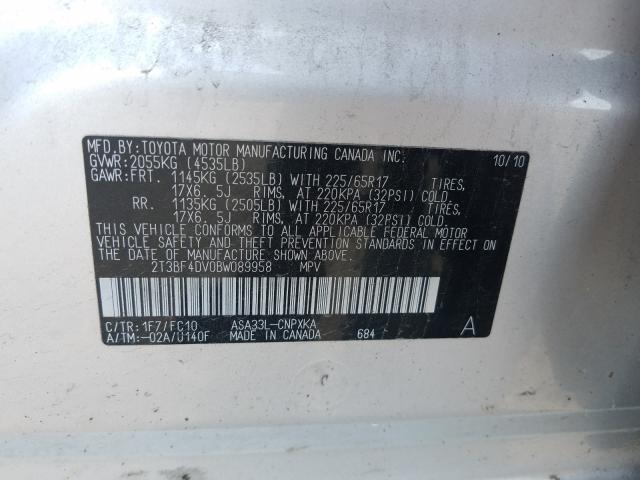 MFD.BY:TOYOTA MOTOR MANUFACTURING CANADA INC. 10/10
GVWR:2055KG (4535LB)
GAWR:FRT. 1145KG (2535LB) WITH 225/65R17 TIRES,
17X6. 5J RIMS, AT 220KPA (32PSI) COLD
RR. 1135KG (2505LB) WITH 225/65R17 TIRES,
17X6. 5J RIMS, AT 220KPA (32PSI) COLD.
THIS VEHICLE CONFORMS TO ALL APPLICABLE FEDERAL MOTOR
VEHICLE SAFETY AND THEFT PREVENTION STANDARDS IN EFFECT ON
THE DATE OF MANUFACTURE SHOWN ABOVE.
2T3BF4DV0BW089958 MPV
C/TR: 1F7/FC10 ASA33L-CNPXKA A
A/TM:-02A/U140F MADE IN CANADA 684